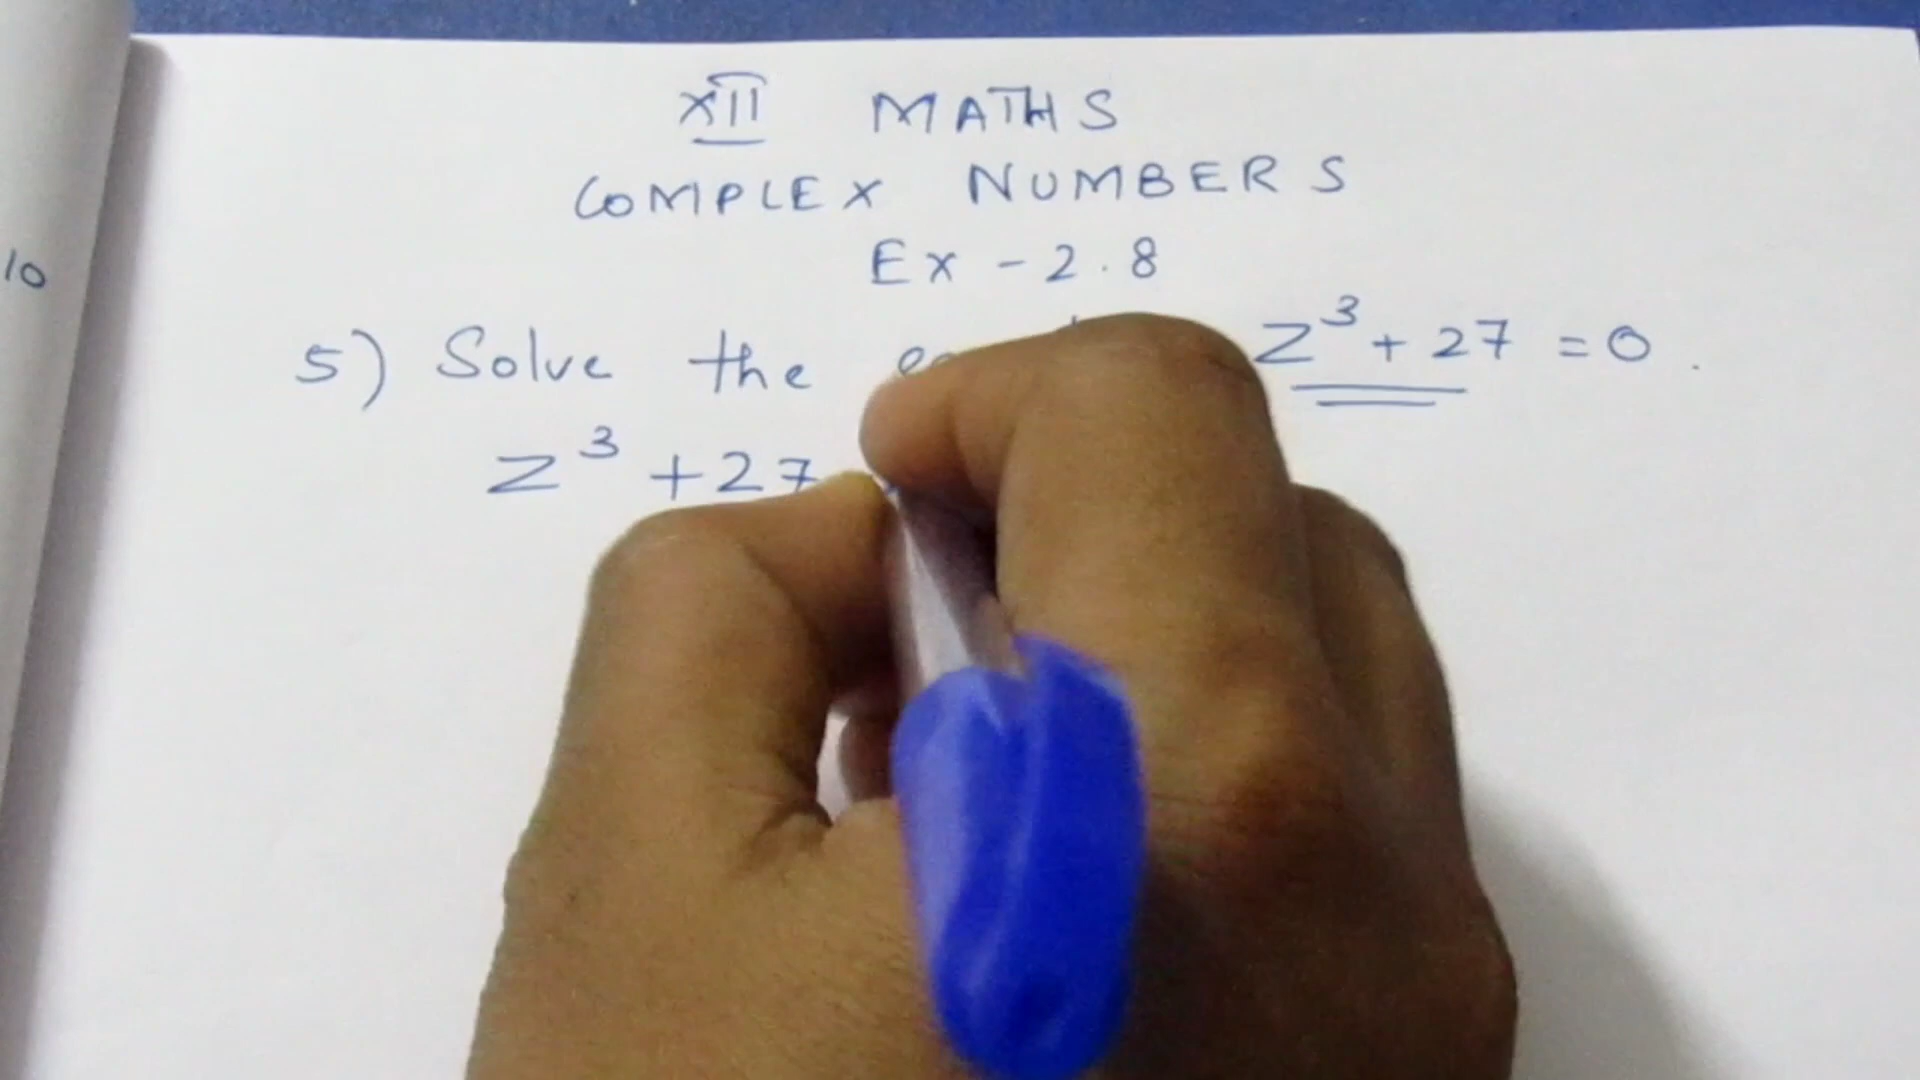 10
XII MATHS
COMPLEX NUMBERS
Ex - 2.8
5) Solve the z³ + 27 = 0.
z³ + 27